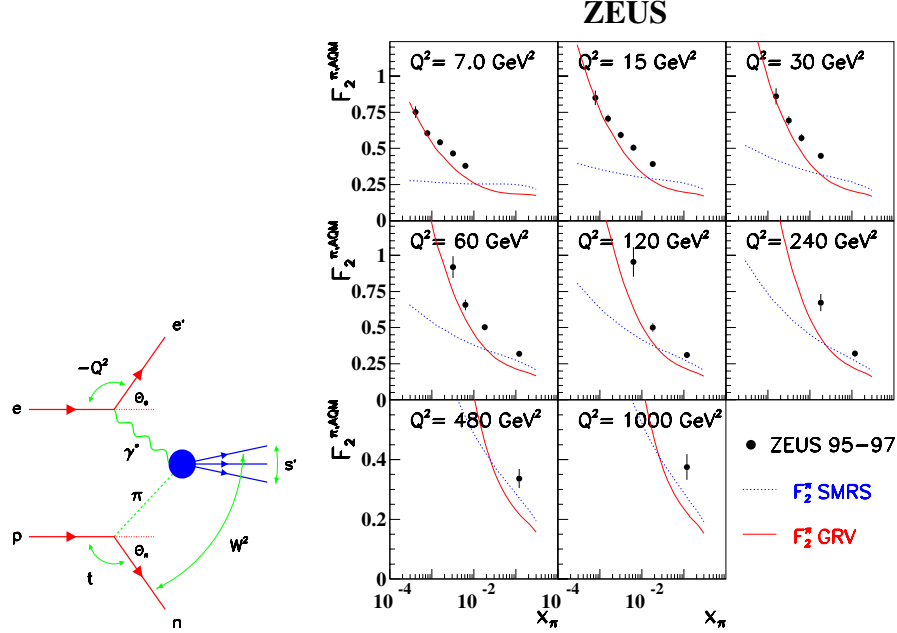 ZEUS
F₂^π,AQM
Q²= 7.0 GeV²
Q²= 15 GeV²
Q²= 30 GeV²
1
0.75
0.5
0.25
0
F₂^π,AQM
Q²= 60 GeV²
Q²= 120 GeV²
Q²= 240 GeV²
1
0.75
0.5
0.25
0
F₂^π,AQM
Q²= 480 GeV²
Q²= 1000 GeV²
0.4
0.2
0
10⁻⁴ 10⁻² 10⁻⁴ 10⁻²
x_π x_π
ZEUS 95-97
F₂^π SMRS
F₂^π GRV
e'
-Q²
Θₑ
e
γ*
s'
π
p
Θₙ
W²
t
n